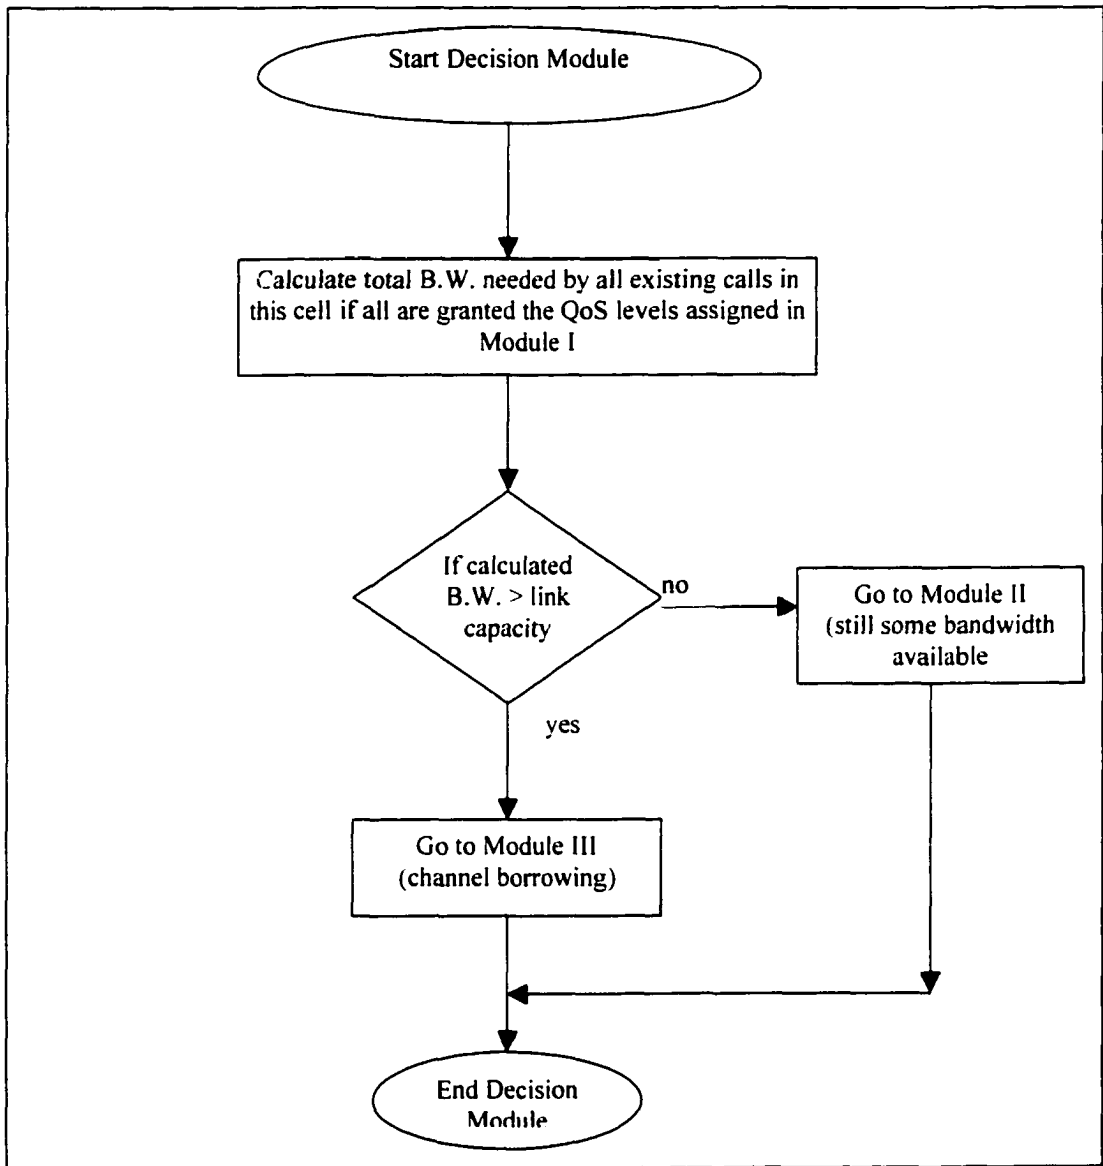 Start Decision Module
Calculate total B.W. needed by all existing calls in
this cell if all are granted the QoS levels assigned in
Module I
If calculated
B.W. > link
capacity
no
Go to Module II
(still some bandwidth
available
yes
Go to Module III
(channel borrowing)
End Decision
Module